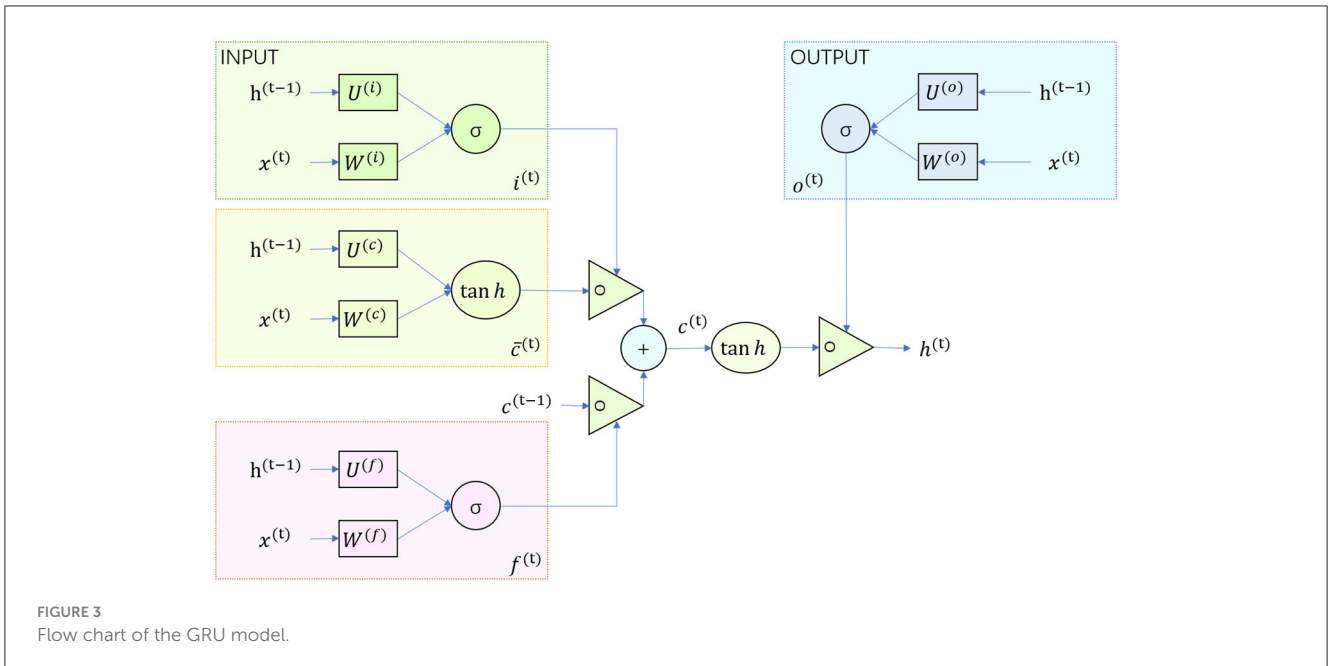 INPUT
h^(t−1) U^(i)
σ
x^(t) W^(i)
i^(t)
h^(t−1) U^(c)
tan h
x^(t) W^(c)
c̄^(t)
h^(t−1) U^(f)
σ
x^(t) W^(f)
f^(t)
c^(t−1)
o
o
+
c^(t)
tan h
o
h^(t)
OUTPUT
U^(o) h^(t−1)
σ
W^(o) x^(t)
o^(t)
FIGURE 3
Flow chart of the GRU model.